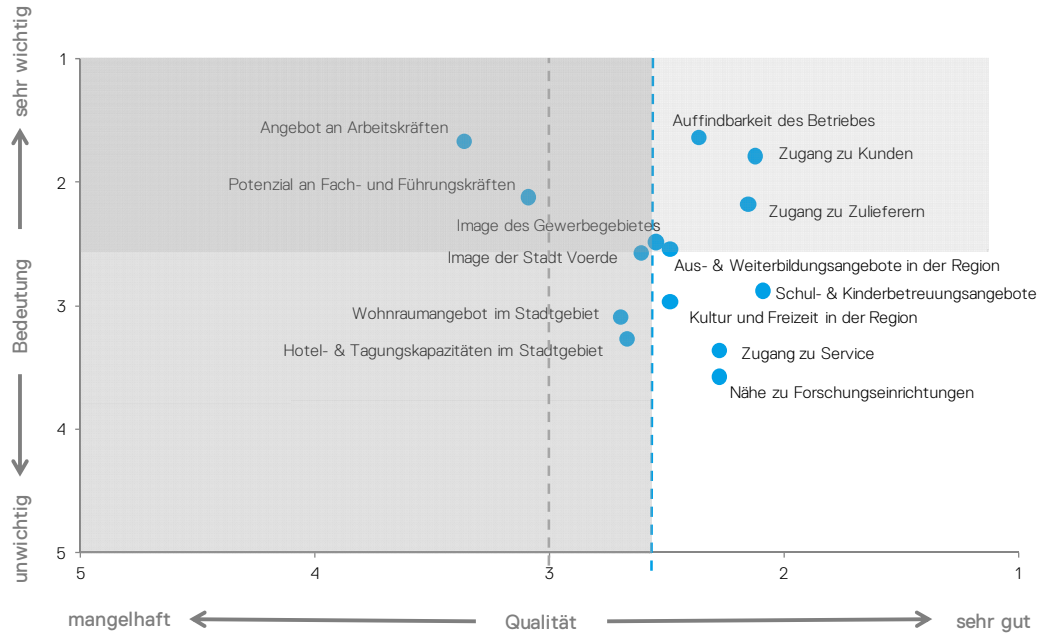 sehr wichtig
Bedeutung
unwichtig
1
2
3
4
5
Angebot an Arbeitskräften
Auffindbarkeit des Betriebes
Zugang zu Kunden
Potenzial an Fach- und Führungskräften
Zugang zu Zulieferern
Image des Gewerbegebietes
Image der Stadt Voerde
Aus- & Weiterbildungsangebote in der Region
Schul- & Kinderbetreuungsangebote
Wohnraumangebot im Stadtgebiet
Kultur und Freizeit in der Region
Hotel- & Tagungskapazitäten im Stadtgebiet
Zugang zu Service
Nähe zu Forschungseinrichtungen
5
4
3
2
1
mangelhaft
Qualität
sehr gut